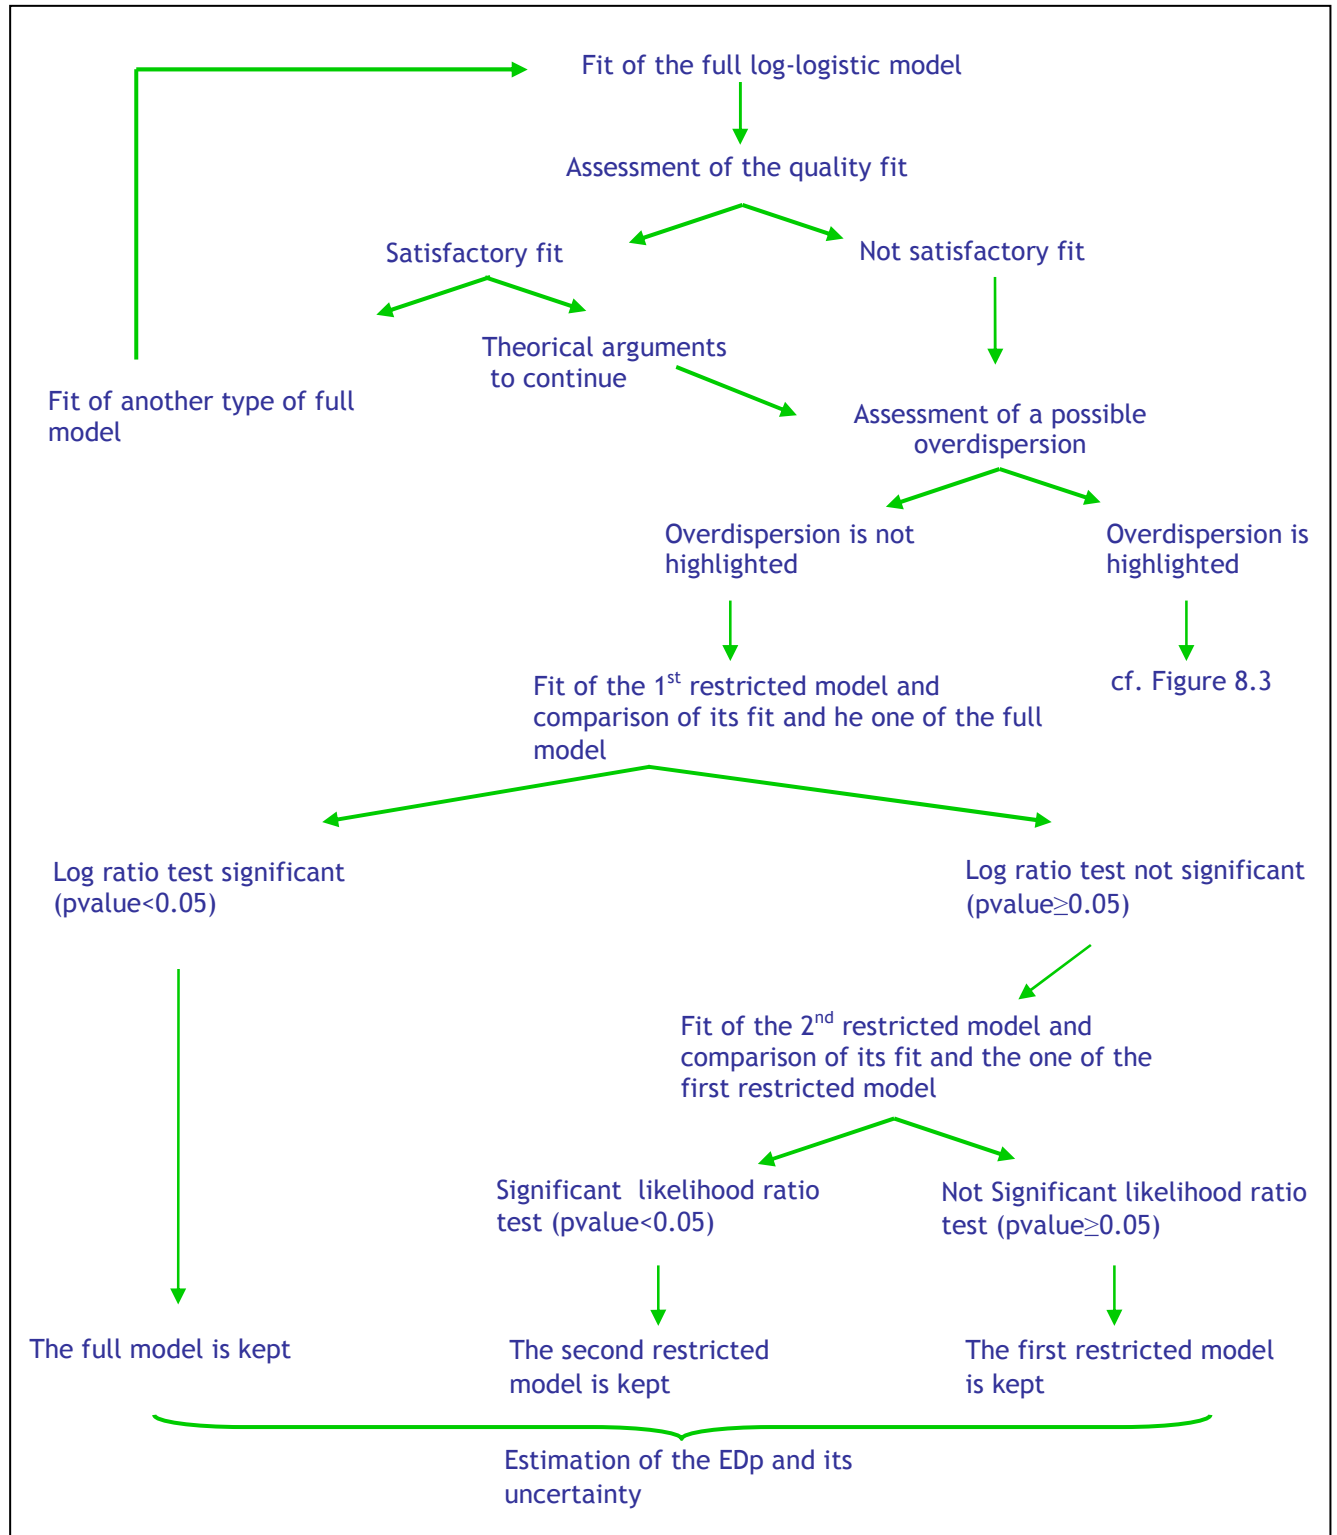 Fit of the full log-logistic model
Assessment of the quality fit
Satisfactory fit
Not satisfactory fit
Theorical arguments
to continue
Fit of another type of full
model
Assessment of a possible
overdispersion
Overdispersion is not
highlighted
Overdispersion is
highlighted
Fit of the 1st restricted model and
comparison of its fit and he one of the full
model
cf. Figure 8.3
Log ratio test significant
(pvalue<0.05)
Log ratio test not significant
(pvalue≥0.05)
Fit of the 2nd restricted model and
comparison of its fit and the one of the
first restricted model
Significant likelihood ratio
test (pvalue<0.05)
Not Significant likelihood ratio
test (pvalue≥0.05)
The full model is kept
The second restricted
model is kept
The first restricted model
is kept
Estimation of the EDp and its
uncertainty